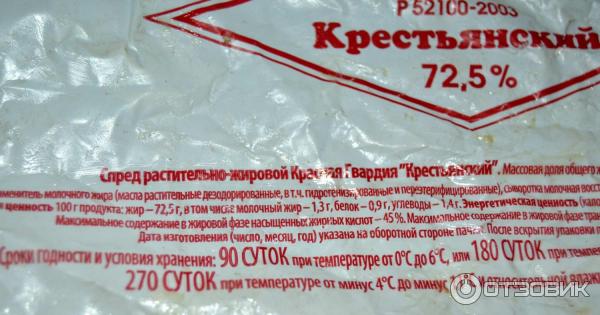 Р 52100-2003
Крестьянский
72,5%
Спред растительно-жировой Красная Гвардия "Крестьянский". Массовая доля общего
заменитель молочного жира (масла растительные дезодорированные, в т.ч. гидрогенизированные и переэтерифицированные), сыворотка молочная
ценность 100 г продукта: жир – 72,5 г, в том числе молочный жир – 1,3 г, белок – 0,9 г, углеводы – 1,4 г. Энергетическая ценность
Максимальное содержание в жировой фазе насыщенных жирных кислот – 45 %. Максимальное содержание в жировой фазе
Дата изготовления (число, месяц, год) указана на оборотной стороне пачки. После вскрытия упаковки
Сроки годности и условия хранения: 90 СУТОК при температуре от 0°С до 6°С, или 180 СУТОК при
270 СУТОК при температуре от минус 4°С до минус и относительной
ОТЗОВИК